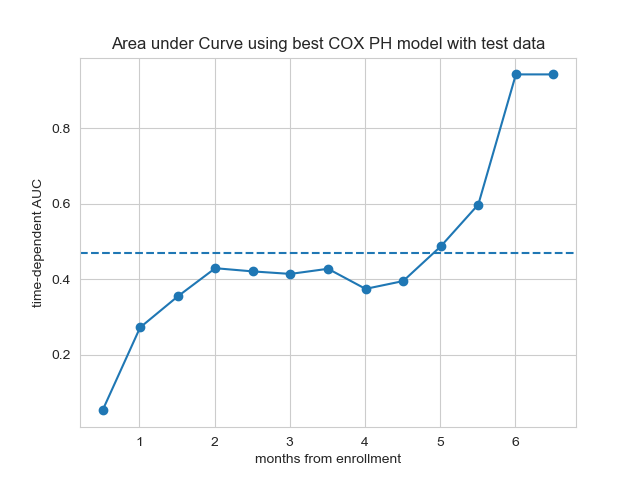 Area under Curve using best COX PH model with test data
time-dependent AUC
0.8
0.6
0.4
0.2
1 2 3 4 5 6
months from enrollment